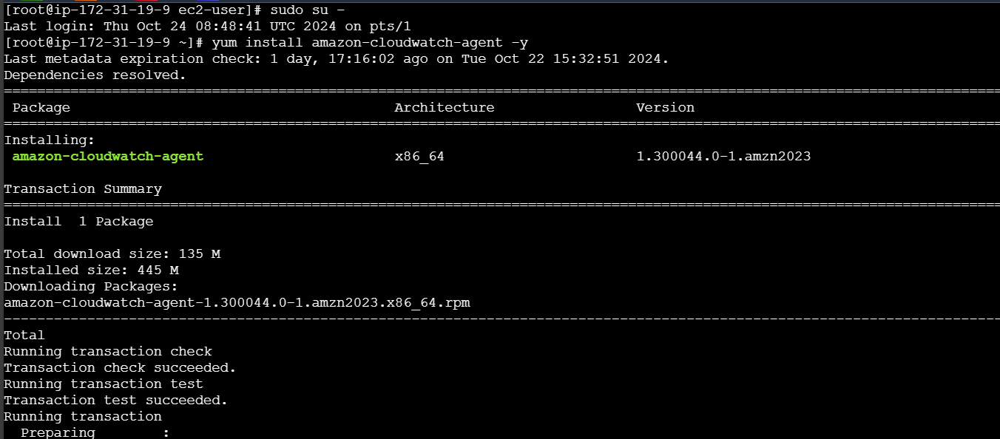 [root@ip-172-31-19-9 ec2-user]# sudo su -
Last login: Thu Oct 24 08:48:41 UTC 2024 on pts/1
[root@ip-172-31-19-9 ~]# yum install amazon-cloudwatch-agent -y
Last metadata expiration check: 1 day, 17:16:02 ago on Tue Oct 22 15:32:51 2024.
Dependencies resolved.
================================================================================================================================
Package Architecture Version
================================================================================================================================
Installing:
amazon-cloudwatch-agent x86_64 1.300044.0-1.amzn2023
Transaction Summary
================================================================================================================================
Install 1 Package
Total download size: 135 M
Installed size: 445 M
Downloading Packages:
amazon-cloudwatch-agent-1.300044.0-1.amzn2023.x86_64.rpm
--------------------------------------------------------------------------------------------------------------------------------
Total
Running transaction check
Transaction check succeeded.
Running transaction test
Transaction test succeeded.
Running transaction
Preparing :